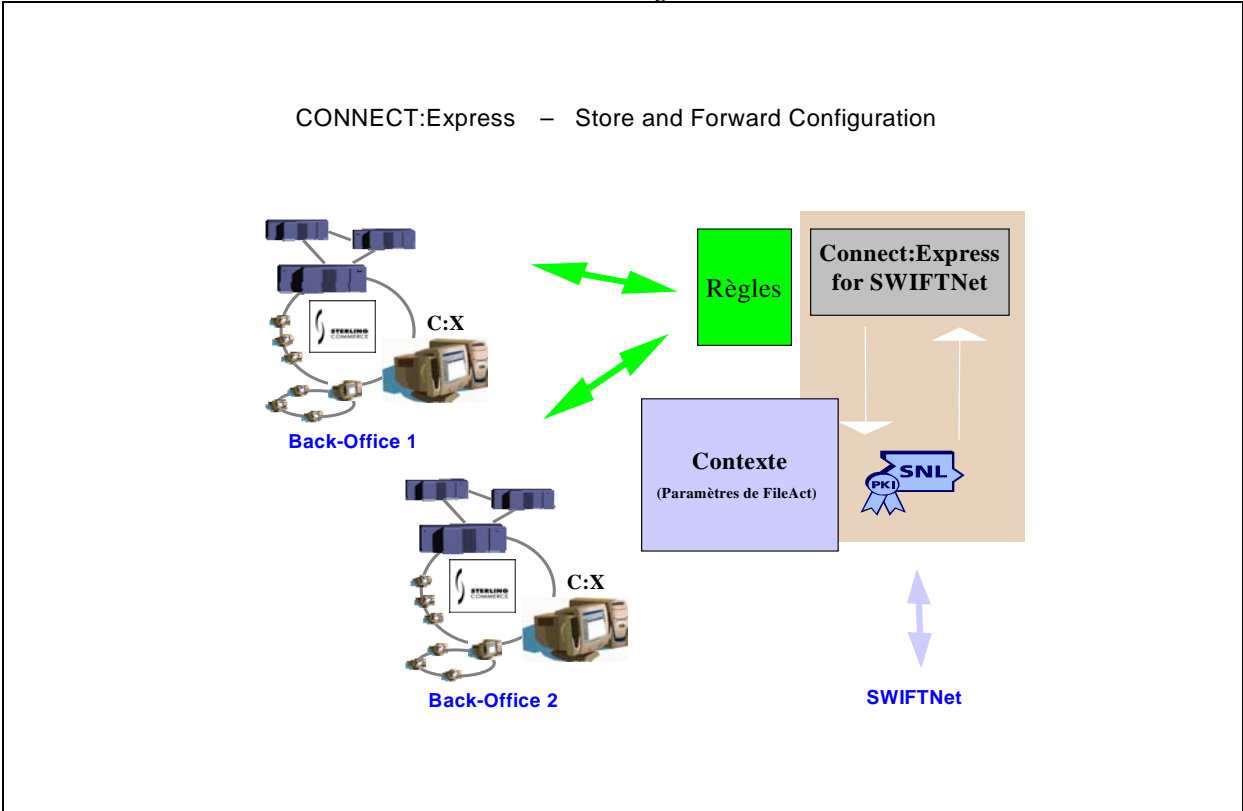 CONNECT:Express – Store and Forward Configuration
Règles
Connect:Express
for SWIFTNet
STERLING
COMMERCE
C:X
Back-Office 1
Contexte
(Paramètres de FileAct)
SNL
PKI
STERLING
COMMERCE
C:X
Back-Office 2
SWIFTNet